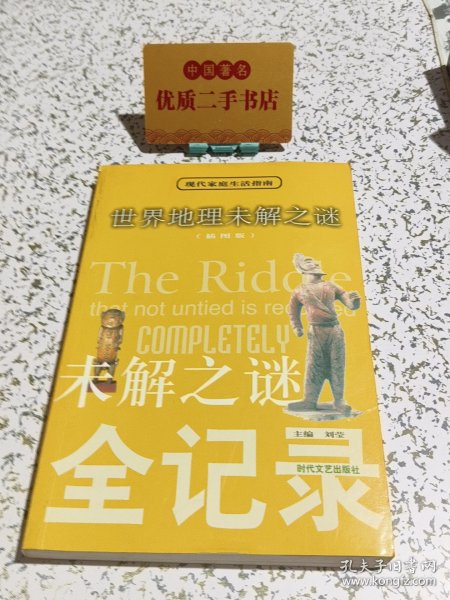 中国著名
优质二手书店
现代家庭生活指南
世界地理未解之谜
（插图版）
The Riddle
that not untied is recorded
COMPLETELY
未解之谜
主编 刘莹
全记录
时代文艺出版社
孔夫子旧书网
www.kongfz.com